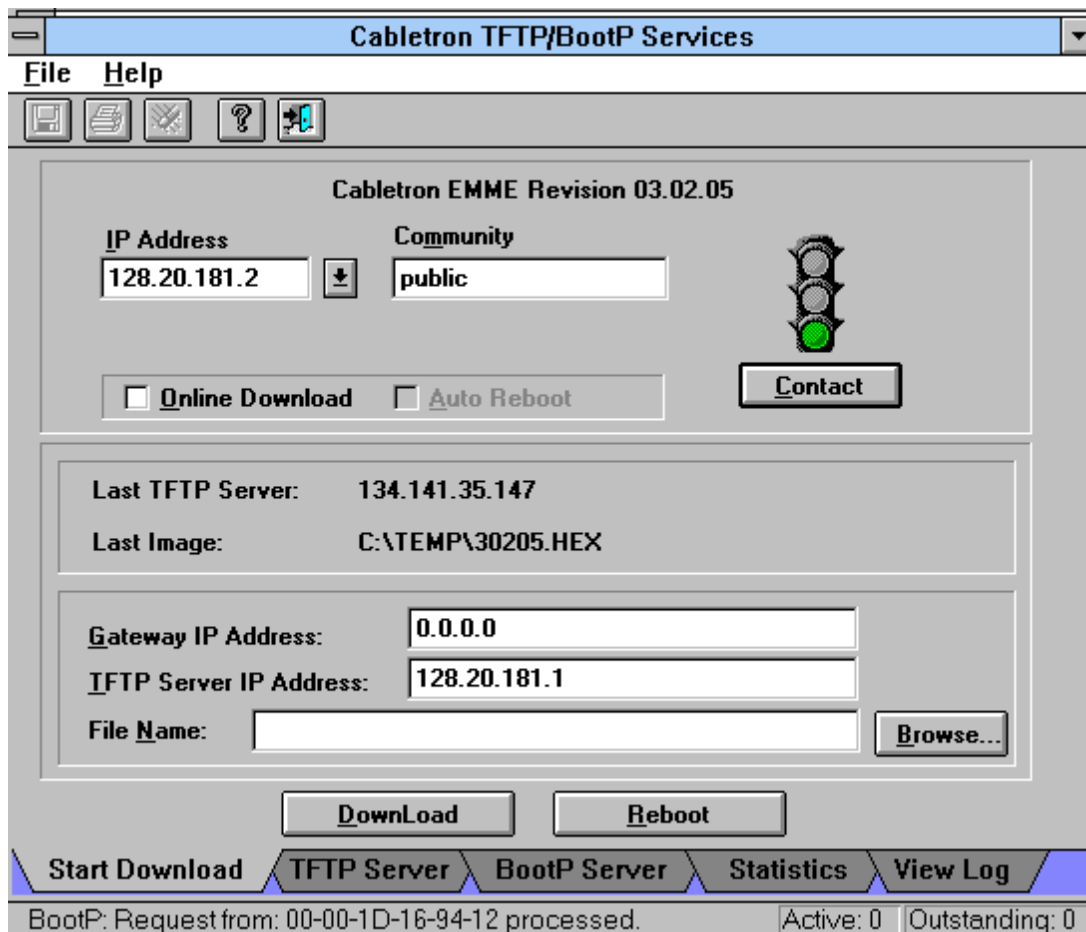 Cabletron TFTP/BootP Services
File Help
Cabletron EMME Revision 03.02.05
IP Address Community
128.20.181.2 public
Online Download Auto Reboot Contact
Last TFTP Server: 134.141.35.147
Last Image: C:\TEMP\30205.HEX
Gateway IP Address: 0.0.0.0
TFTP Server IP Address: 128.20.181.1
File Name: Browse...
DownLoad Reboot
Start Download TFTP Server BootP Server Statistics View Log
BootP: Request from: 00-00-1D-16-94-12 processed. Active: 0 Outstanding: 0